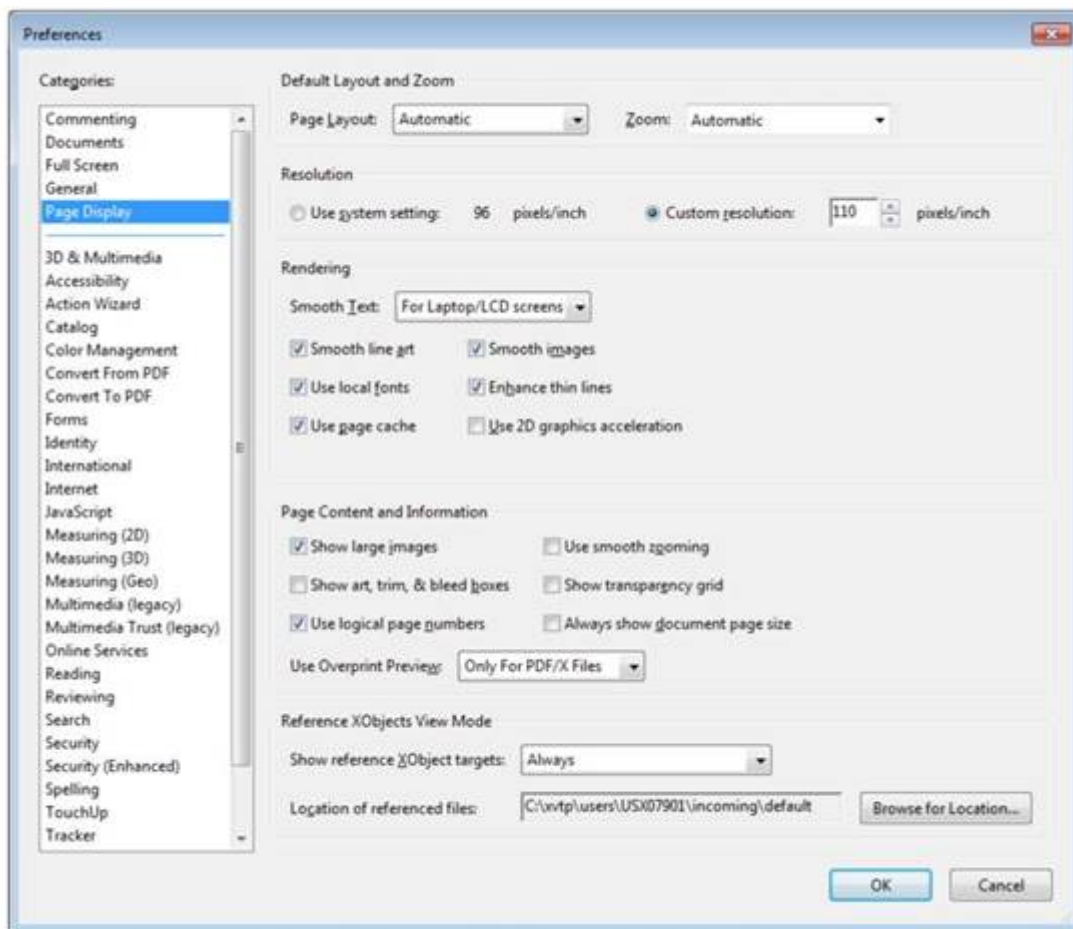 Preferences
Categories:
Commenting
Documents
Full Screen
General
Page Display
3D & Multimedia
Accessibility
Action Wizard
Catalog
Color Management
Convert From PDF
Convert To PDF
Forms
Identity
International
Internet
JavaScript
Measuring (2D)
Measuring (3D)
Measuring (Geo)
Multimedia (legacy)
Multimedia Trust (legacy)
Online Services
Reading
Reviewing
Search
Security
Security (Enhanced)
Spelling
TouchUp
Tracker
Default Layout and Zoom
Page Layout: Automatic Zoom: Automatic
Resolution
Use system setting: 96 pixels/inch Custom resolution: 110 pixels/inch
Rendering
Smooth Text: For Laptop/LCD screens
Smooth line art Smooth images
Use local fonts Enhance thin lines
Use page cache Use 2D graphics acceleration
Page Content and Information
Show large images Use smooth zooming
Show art, trim, & bleed boxes Show transparency grid
Use logical page numbers Always show document page size
Use Overprint Preview: Only For PDF/X Files
Reference XObjects View Mode
Show reference XObject targets: Always
Location of referenced files: C:\xvtp\users\USX07901\incoming\default Browse for Location...
OK Cancel